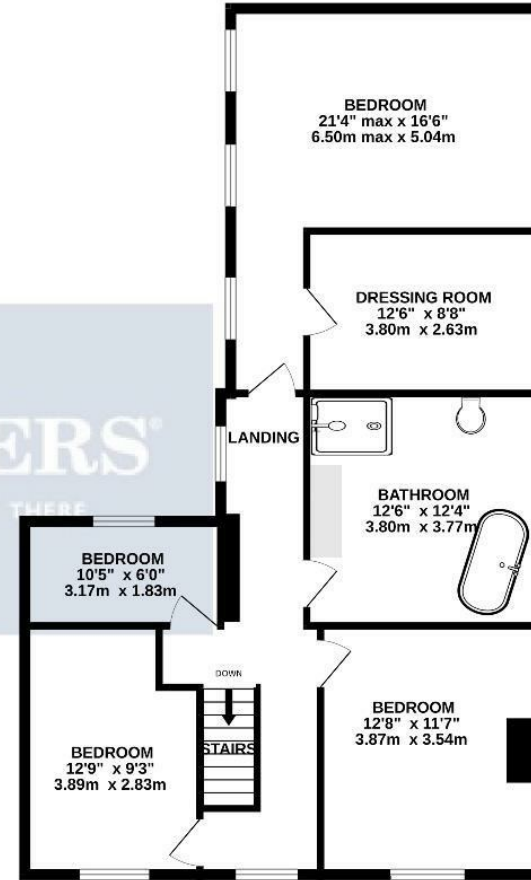 BEDROOM
21'4" max x 16'6"
6.50m max x 5.04m
DRESSING ROOM
12'6" x 8'8"
3.80m x 2.63m
LANDING
ERS®
THERE
BATHROOM
12'6" x 12'4"
3.80m x 3.77m
BEDROOM
10'5" x 6'0"
3.17m x 1.83m
DOWN
STAIRS
BEDROOM
12'8" x 11'7"
3.87m x 3.54m
BEDROOM
12'9" x 9'3"
3.89m x 2.83m